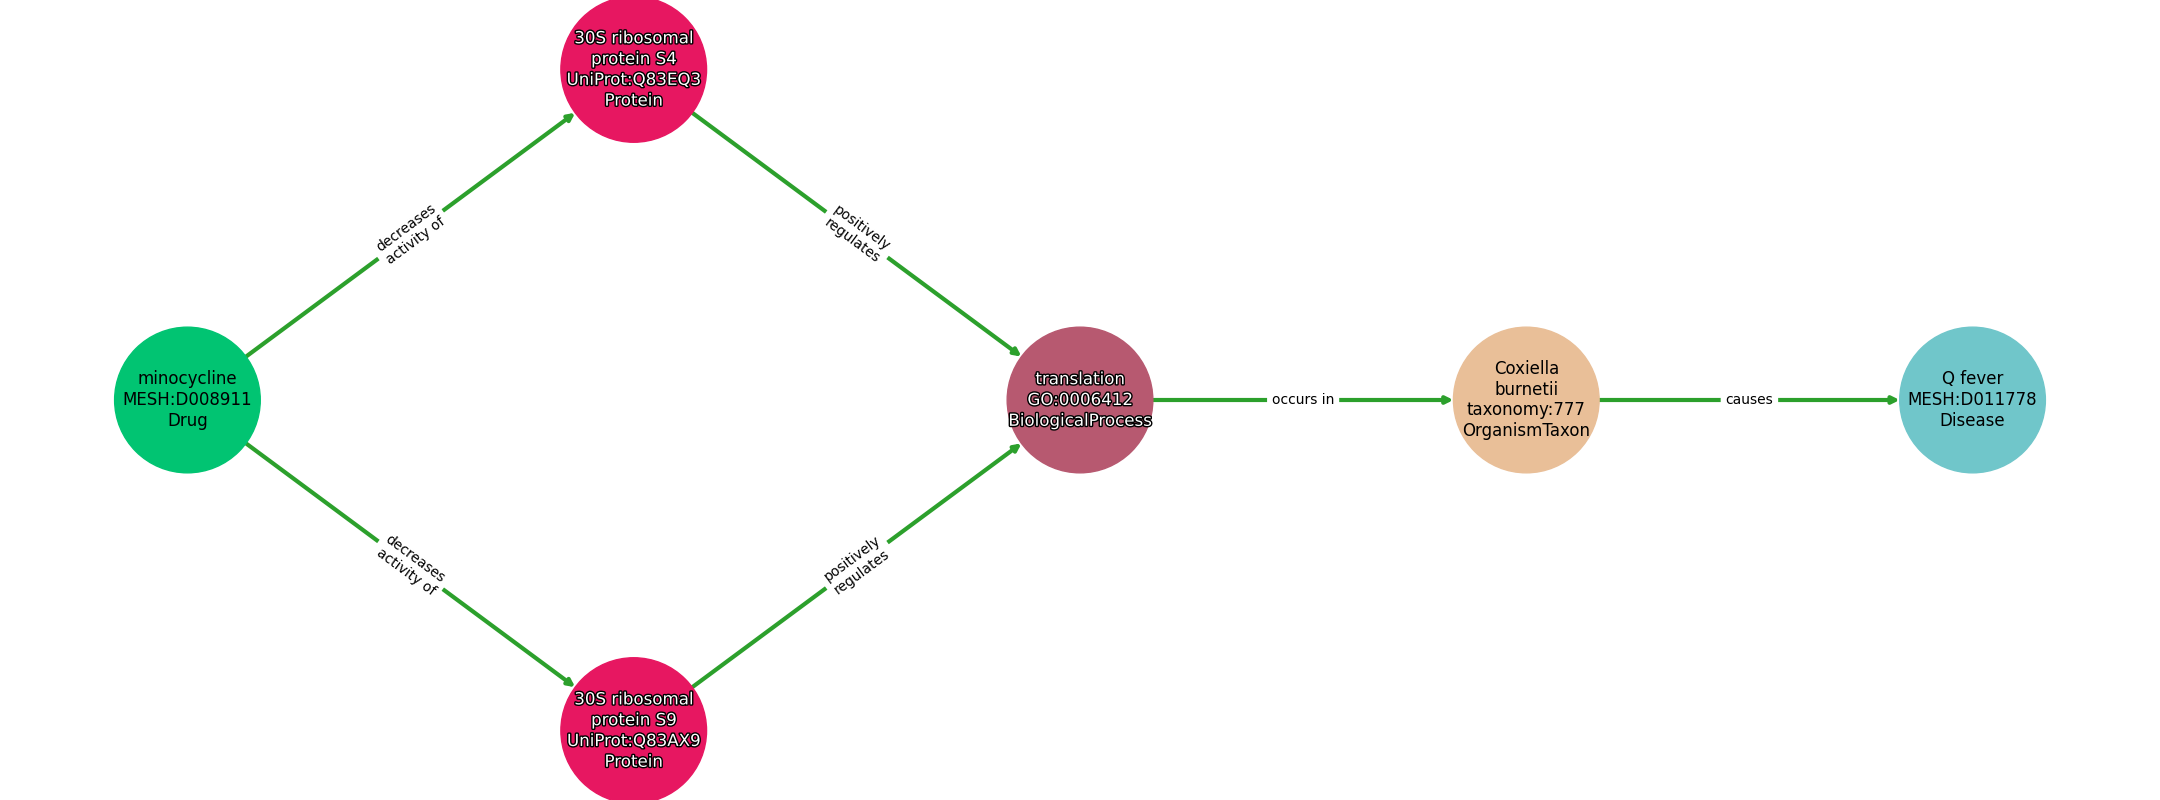 30S ribosomal
protein S4
UniProt:Q83EQ3
Protein
decreases
activity of
positively
regulates
minocycline
MESH:D008911
Drug
translation
GO:0006412
BiologicalProcess
occurs in
Coxiella
burnetii
taxonomy:777
OrganismTaxon
causes
Q fever
MESH:D011778
Disease
decreases
activity of
positively
regulates
30S ribosomal
protein S9
UniProt:Q83AX9
Protein